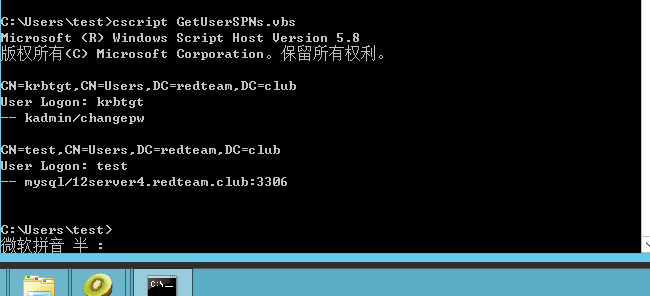 C:\Users\test>cscript GetUserSPNs.vbs
Microsoft (R) Windows Script Host Version 5.8
版权所有(C) Microsoft Corporation。保留所有权利。
CN=krbtgt,CN=Users,DC=redteam,DC=club
User Logon: krbtgt
-- kadmin/changepw
CN=test,CN=Users,DC=redteam,DC=club
User Logon: test
-- mysql/12server4.redteam.club:3306
C:\Users\test>
微软拼音 半 :
C:\